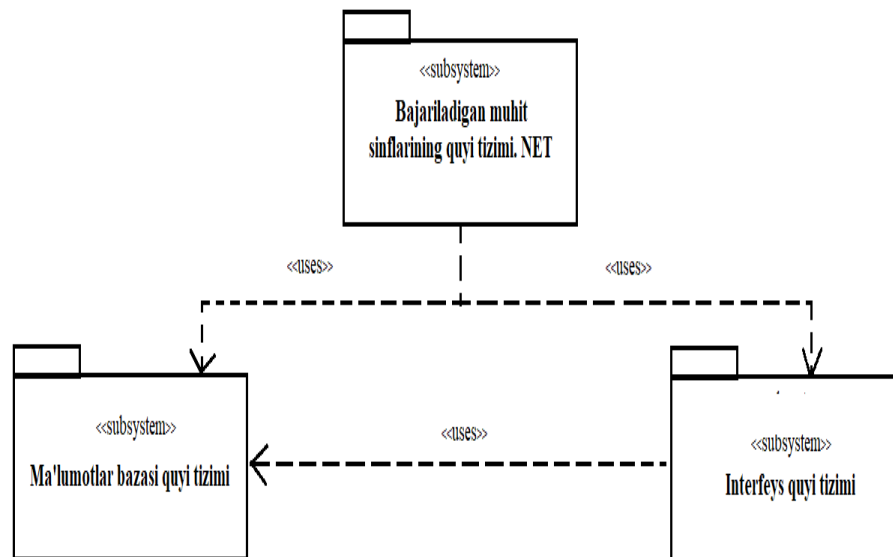 <<subsystem>>
Bajariladigan muhit
sinflarining quyi tizimi. NET
<<uses>>
<<uses>>
<<subsystem>>
Ma'lumotlar bazasi quyi tizimi
<<uses>>
<<subsystem>>
Interfeys quyi tizimi